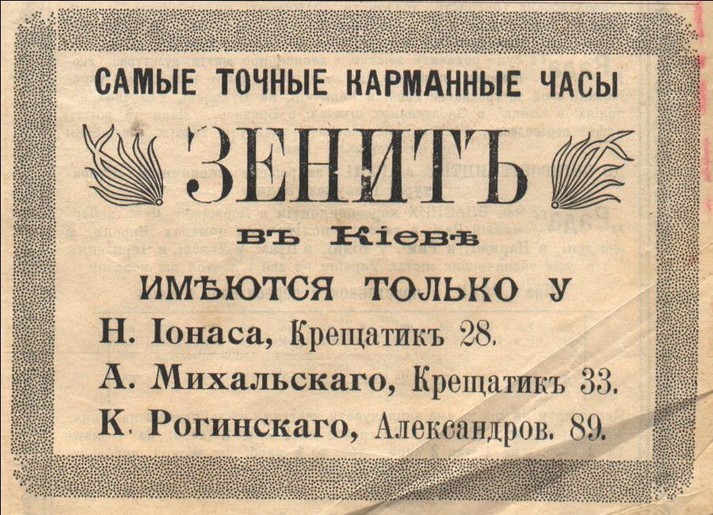 САМЫЕ ТОЧНЫЕ КАРМАННЫЕ ЧАСЫ
ЗЕНИТЪ
въ Кіевѣ
ИМѢЮТСЯ ТОЛЬКО У
Н. Іонаса, Крещатикъ 28.
А. Михальскаго, Крещатикъ 33.
К. Рогинскаго, Александров. 89.